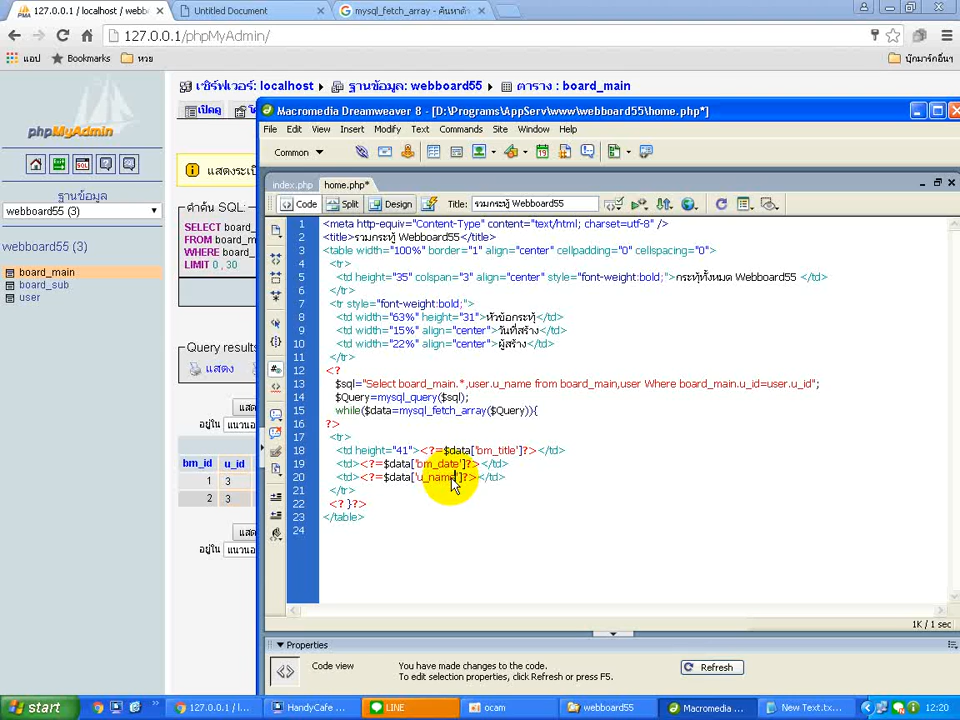 127.0.0.1 / localhost / webb
Untitled Document
mysql_fetch_array - ค้นหาด้
127.0.0.1/phpMyAdmin/
แอป
Bookmarks
หวย
บุ๊กมาร์กอื่นๆ
phpMyAdmin
ฐานข้อมูล
webboard55 (3)
webboard55 (3)
board_main
board_sub
user
เซิร์ฟเวอร์: localhost
ฐานข้อมูล: webboard55
ตาราง : board_main
เปิดดู
แสดงระเบี
คำค้น SQL:
SELECT
FROM board_m
WHERE board_
LIMIT 0 , 30
Query results
แสดง
แสด
อยู่ใน
แนวนอ
bm_id u_id
1 3
2 3
แสด
อยู่ใน
แนวนอ
Macromedia Dreamweaver 8 - [D:\Programs\AppServ\www\webboard55\home.php*]
File Edit View Insert Modify Text Commands Site Window Help
Common
index.php home.php*
Code Split Design Title: รวมกระทู้ Webboard55
1 <meta http-equiv="Content-Type" content="text/html; charset=utf-8" />
2 <title>รวมกระทู้ Webboard55</title>
3 <table width="100%" border="1" align="center" cellpadding="0" cellspacing="0">
4 <tr>
5 <td height="35" colspan="3" align="center" style="font-weight:bold;">กระทู้ทั้งหมด Webboard55 </td>
6 </tr>
7 <tr style="font-weight:bold;">
8 <td width="63%" height="31">หัวข้อกระทู้</td>
9 <td width="15%" align="center">วันที่สร้าง</td>
10 <td width="22%" align="center">ผู้สร้าง</td>
11 </tr>
12 <?
13 $sql="Select board_main.*,user.u_name from board_main,user Where board_main.u_id=user.u_id";
14 $Query=mysql_query($sql);
15 while($data=mysql_fetch_array($Query)){
16 ?>
17 <tr>
18 <td height="41"><?=$data['bm_title']?></td>
19 <td><?=$data['bm_date']?></td>
20 <td><?=$data['u_name']?></td>
21 </tr>
22 <? }?>
23 </table>
24
1K / 1 sec
Properties
Code view
You have made changes to the code.
To edit selection properties, click Refresh or press F5.
Refresh
start
127.0.0.1 / l...
HandyCafe ...
LINE
ocam
webboard55
Macromedia ...
New Text.tx...
12:20